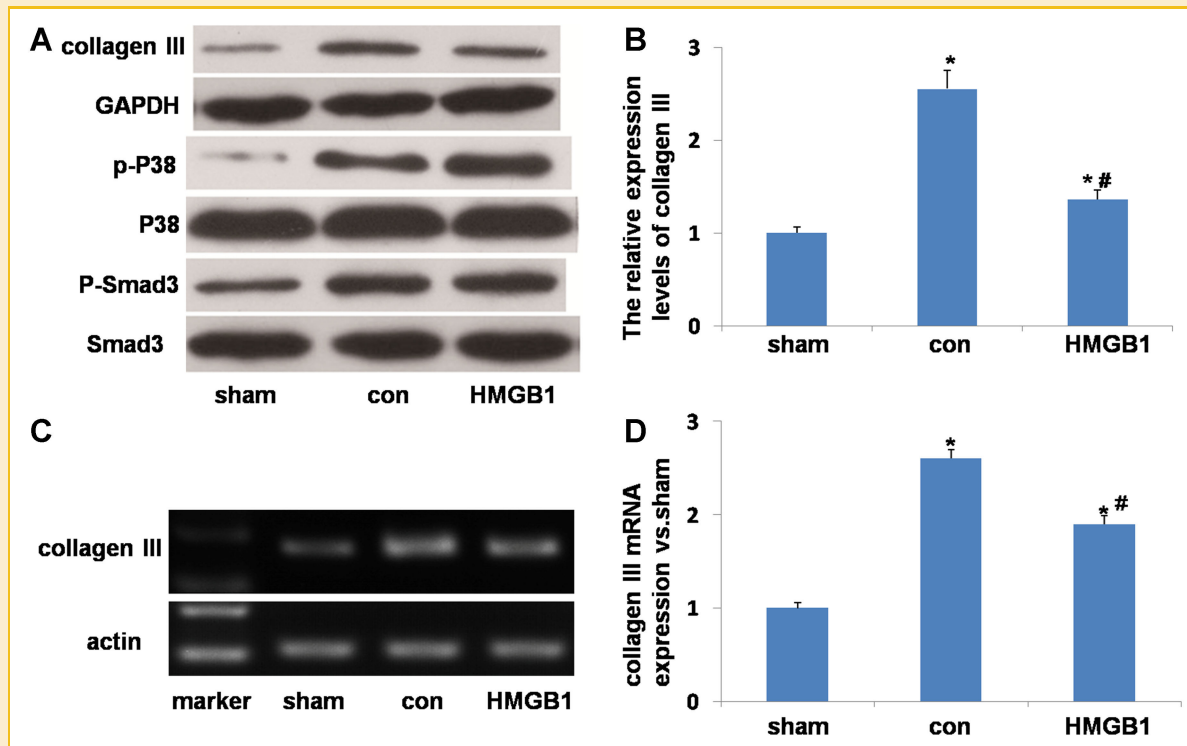 A
collagen III
GAPDH
p-P38
P38
P-Smad3
Smad3
sham con HMGB1
B
The relative expression
levels of collagen III
3
2
1
0
*
* #
sham con HMGB1
C
collagen III
actin
marker sham con HMGB1
D
collagen III mRNA
expression vs.sham
3
2
1
0
*
* #
sham con HMGB1